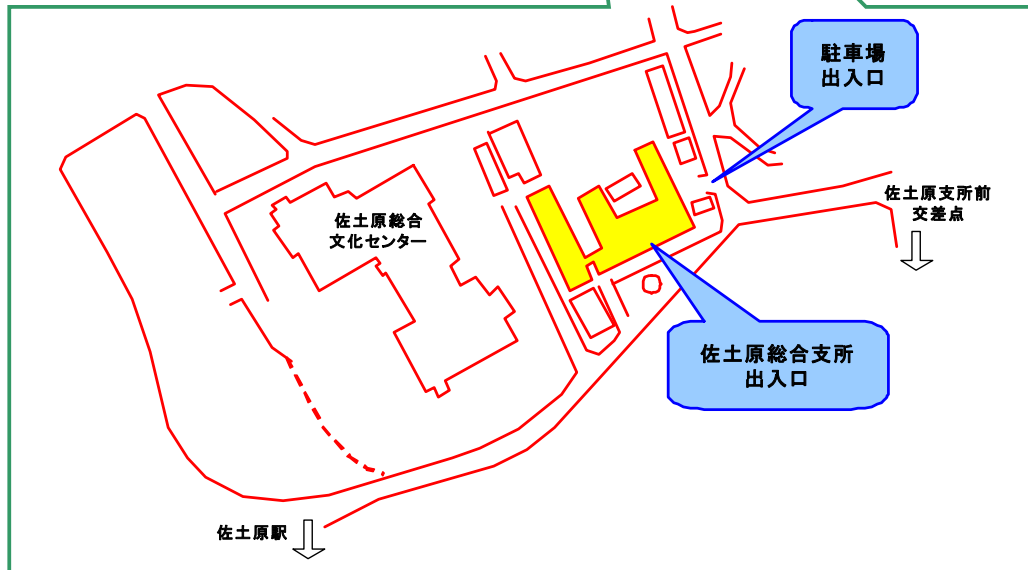 駐車場
出入口
佐土原支所前
交差点
佐土原総合
文化センター
佐土原総合支所
出入口
佐土原駅